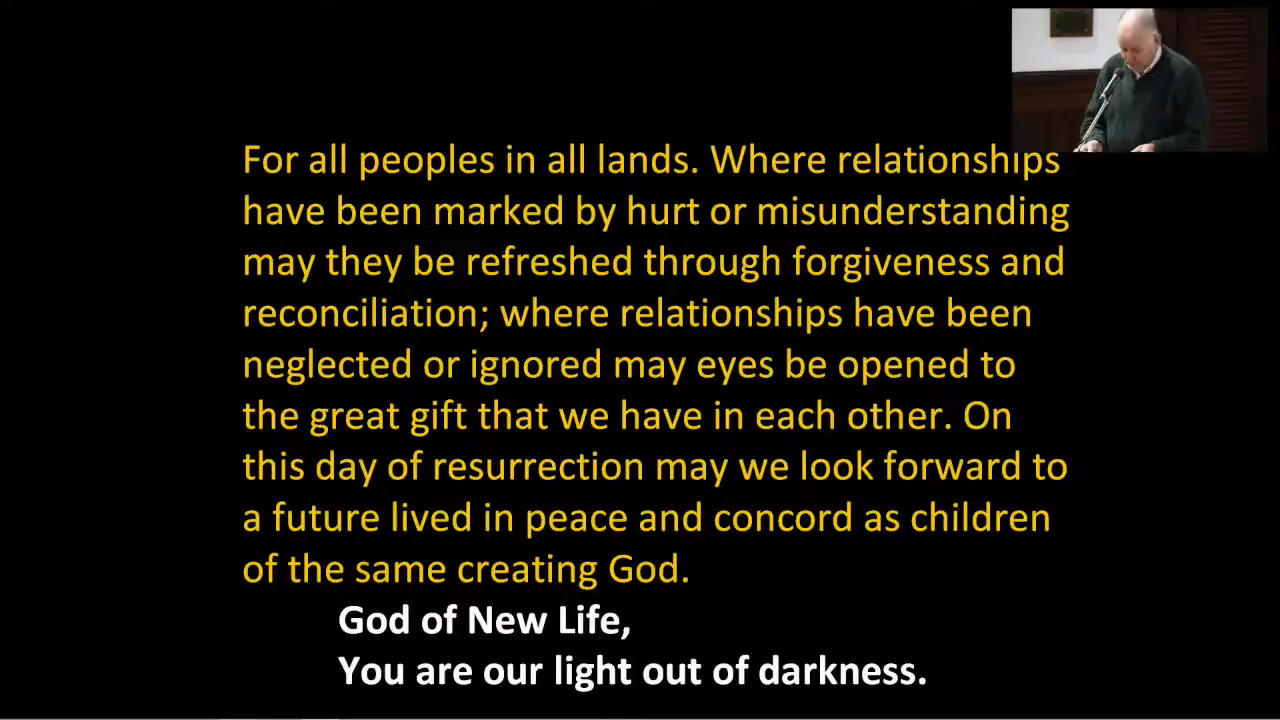 For all peoples in all lands. Where relationships
have been marked by hurt or misunderstanding
may they be refreshed through forgiveness and
reconciliation; where relationships have been
neglected or ignored may eyes be opened to
the great gift that we have in each other. On
this day of resurrection may we look forward to
a future lived in peace and concord as children
of the same creating God.
God of New Life,
You are our light out of darkness.